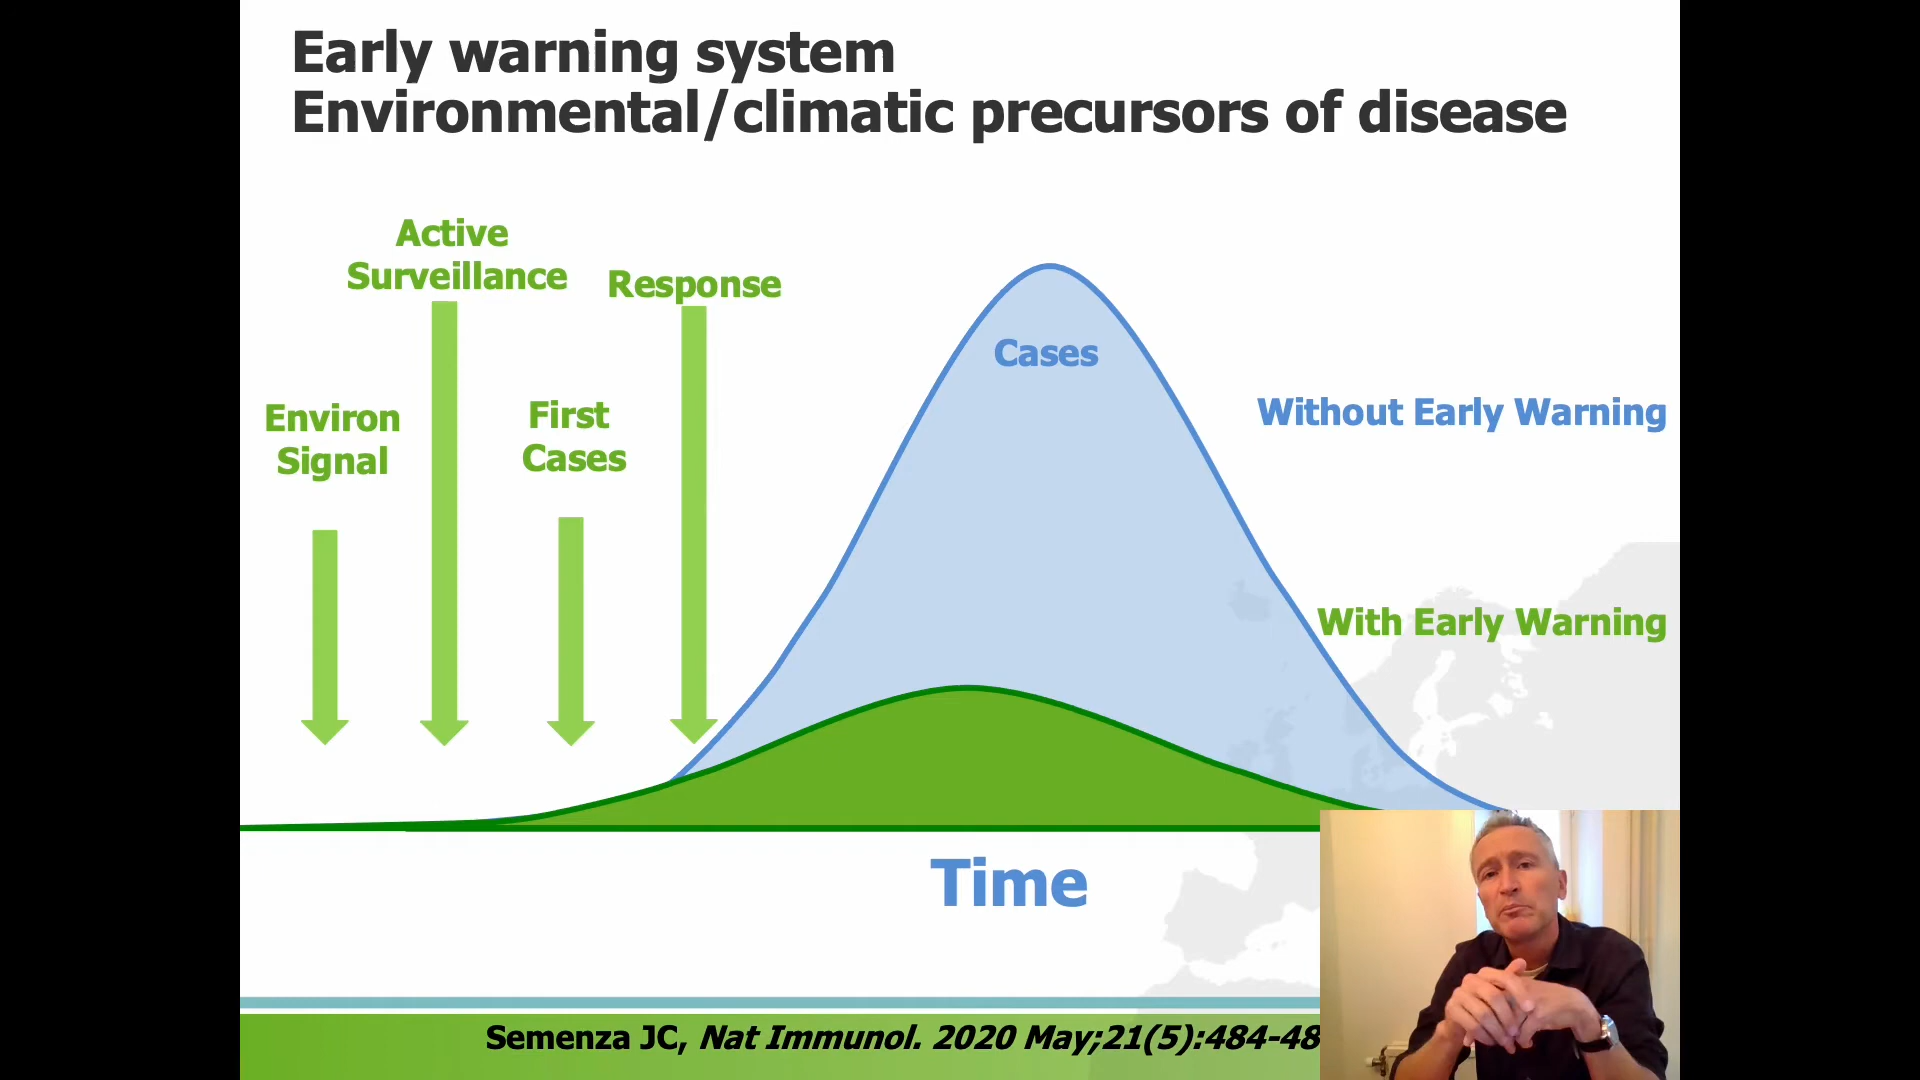 Early warning system
Environmental/climatic precursors of disease
Active
Surveillance
Response
Environ
Signal
First
Cases
Cases
Without Early Warning
With Early Warning
Time
Semenza JC, Nat Immunol. 2020 May;21(5):484-48